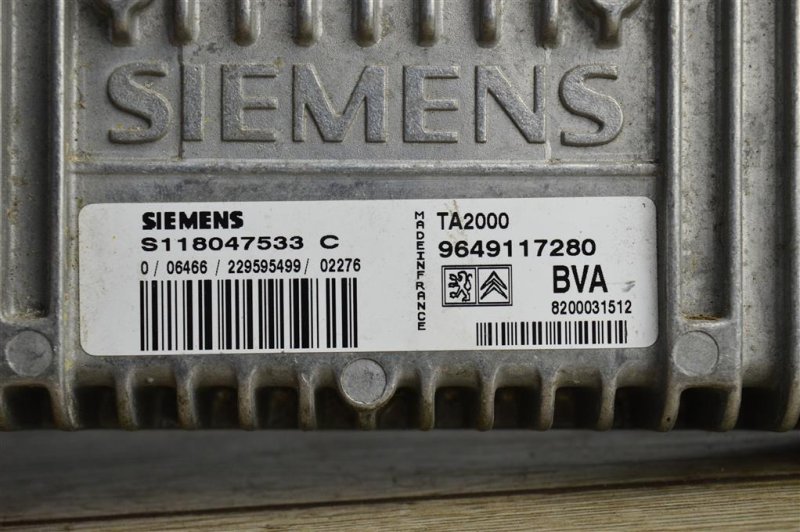 SIEMENS
SIEMENS
S118047533 C
0 / 06466 / 229595499 / 02276
MADEINFRANCE
TA2000
9649117280
BVA
8200031512